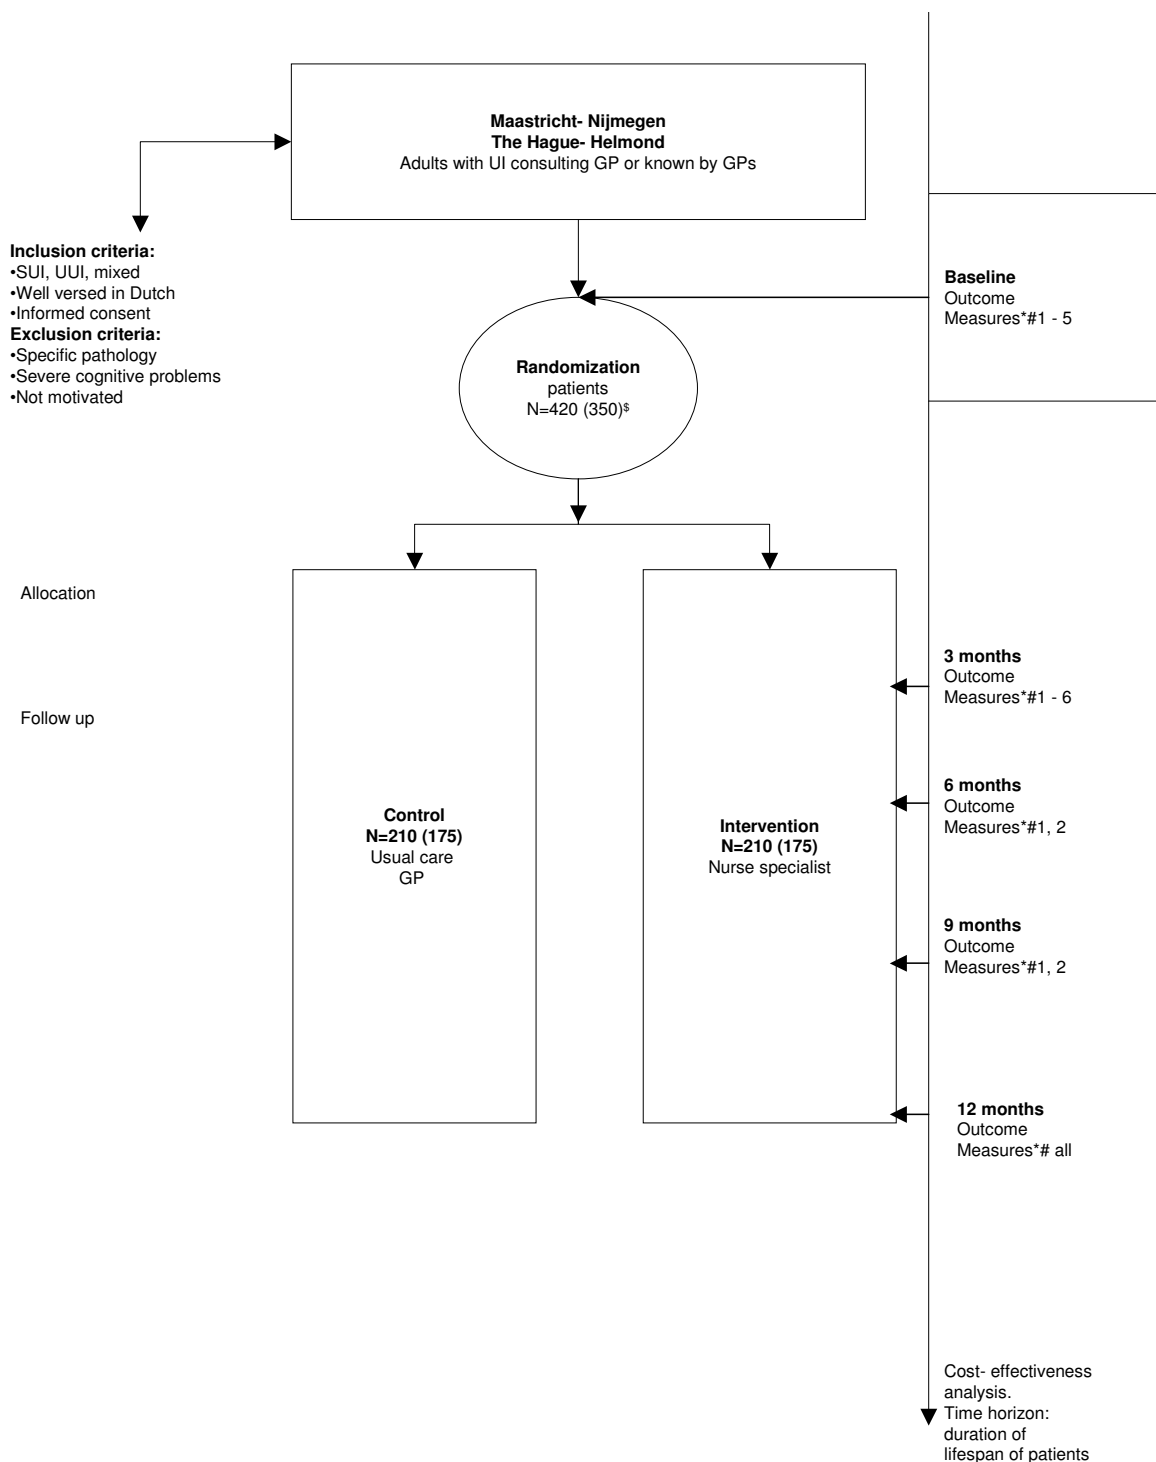 Maastricht- Nijmegen
The Hague- Helmond
Adults with UI consulting GP or known by GPs
Inclusion criteria:
•SUI, UUI, mixed
•Well versed in Dutch
•Informed consent
Exclusion criteria:
•Specific pathology
•Severe cognitive problems
•Not motivated
Baseline
Outcome
Measures*#1 - 5
Randomization
patients
N=420 (350)$
Allocation
Follow up
Control
N=210 (175)
Usual care
GP
Intervention
N=210 (175)
Nurse specialist
3 months
Outcome
Measures*#1 - 6
6 months
Outcome
Measures*#1, 2
9 months
Outcome
Measures*#1, 2
12 months
Outcome
Measures*# all
Cost- effectiveness
analysis.
Time horizon:
duration of
lifespan of patients